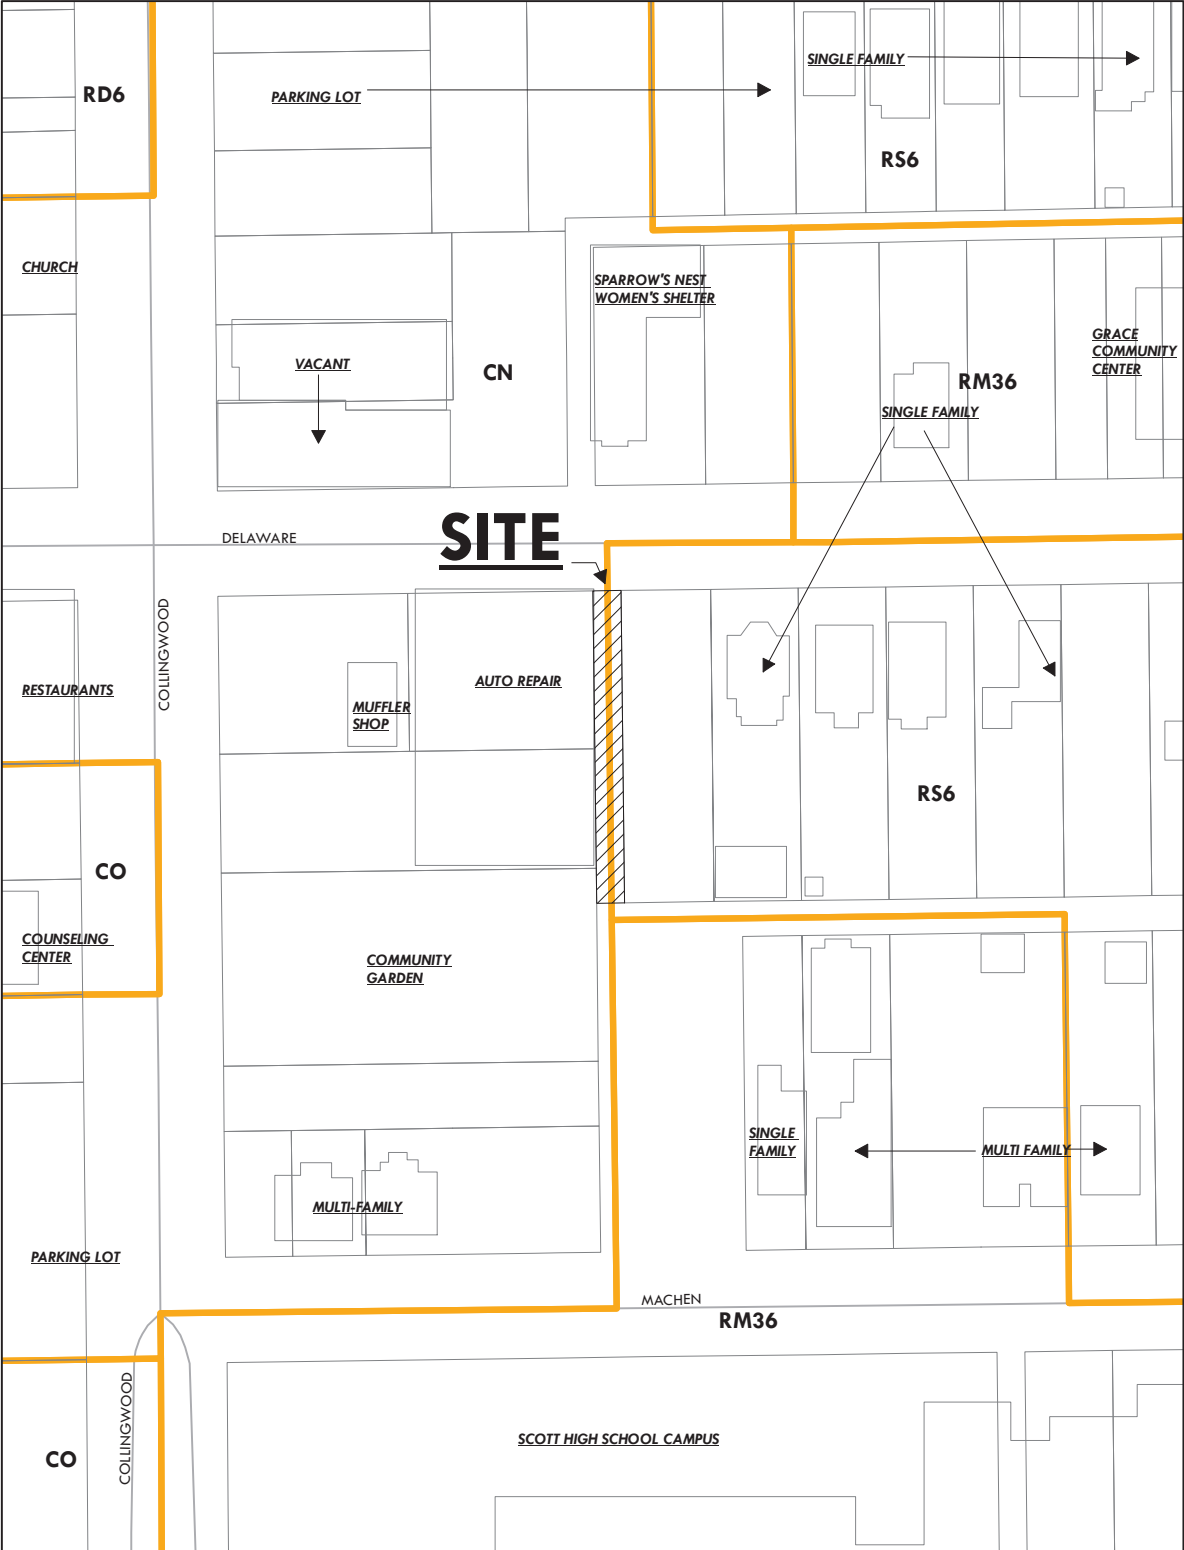 SINGLE FAMILY
RD6
PARKING LOT
RS6
CHURCH
SPARROW'S NEST
WOMEN'S SHELTER
GRACE
COMMUNITY
CENTER
VACANT
CN
RM36
SINGLE FAMILY
SITE
DELAWARE
COLLINGWOOD
RESTAURANTS
AUTO REPAIR
MUFFLER
SHOP
RS6
CO
COUNSELING
CENTER
COMMUNITY
GARDEN
SINGLE
FAMILY
MULTI FAMILY
MULTI-FAMILY
PARKING LOT
MACHEN
RM36
COLLINGWOOD
SCOTT HIGH SCHOOL CAMPUS
CO